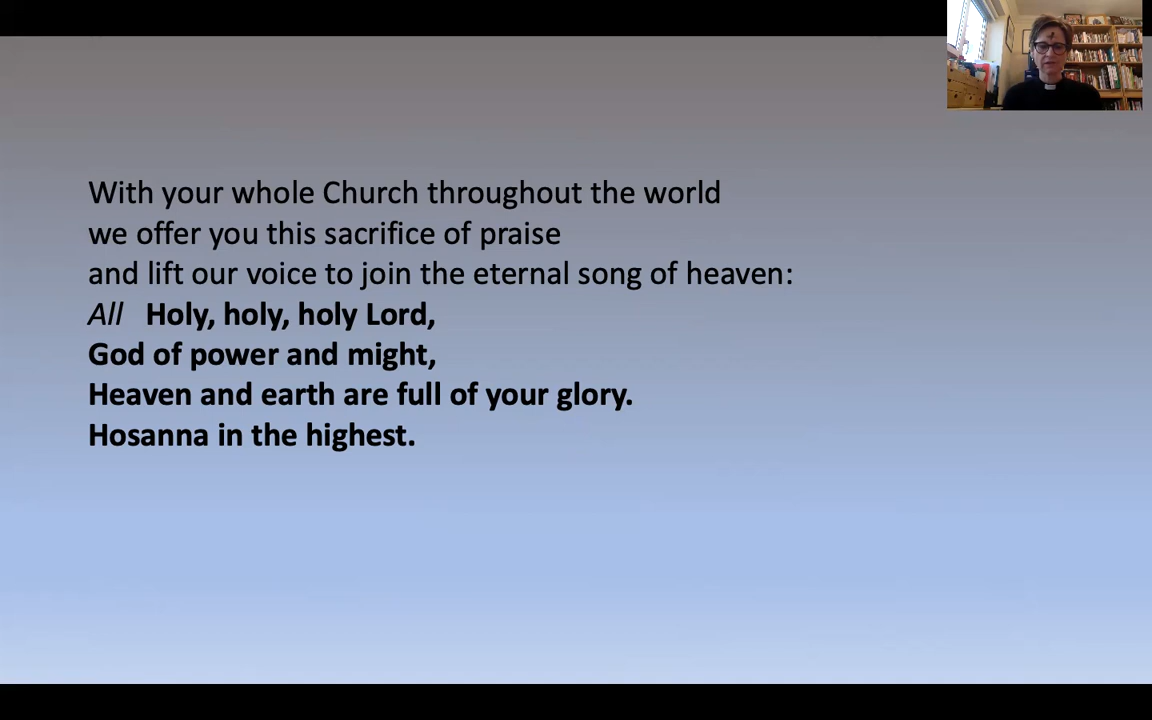 With your whole Church throughout the world
we offer you this sacrifice of praise
and lift our voice to join the eternal song of heaven:
All Holy, holy, holy Lord,
God of power and might,
Heaven and earth are full of your glory.
Hosanna in the highest.